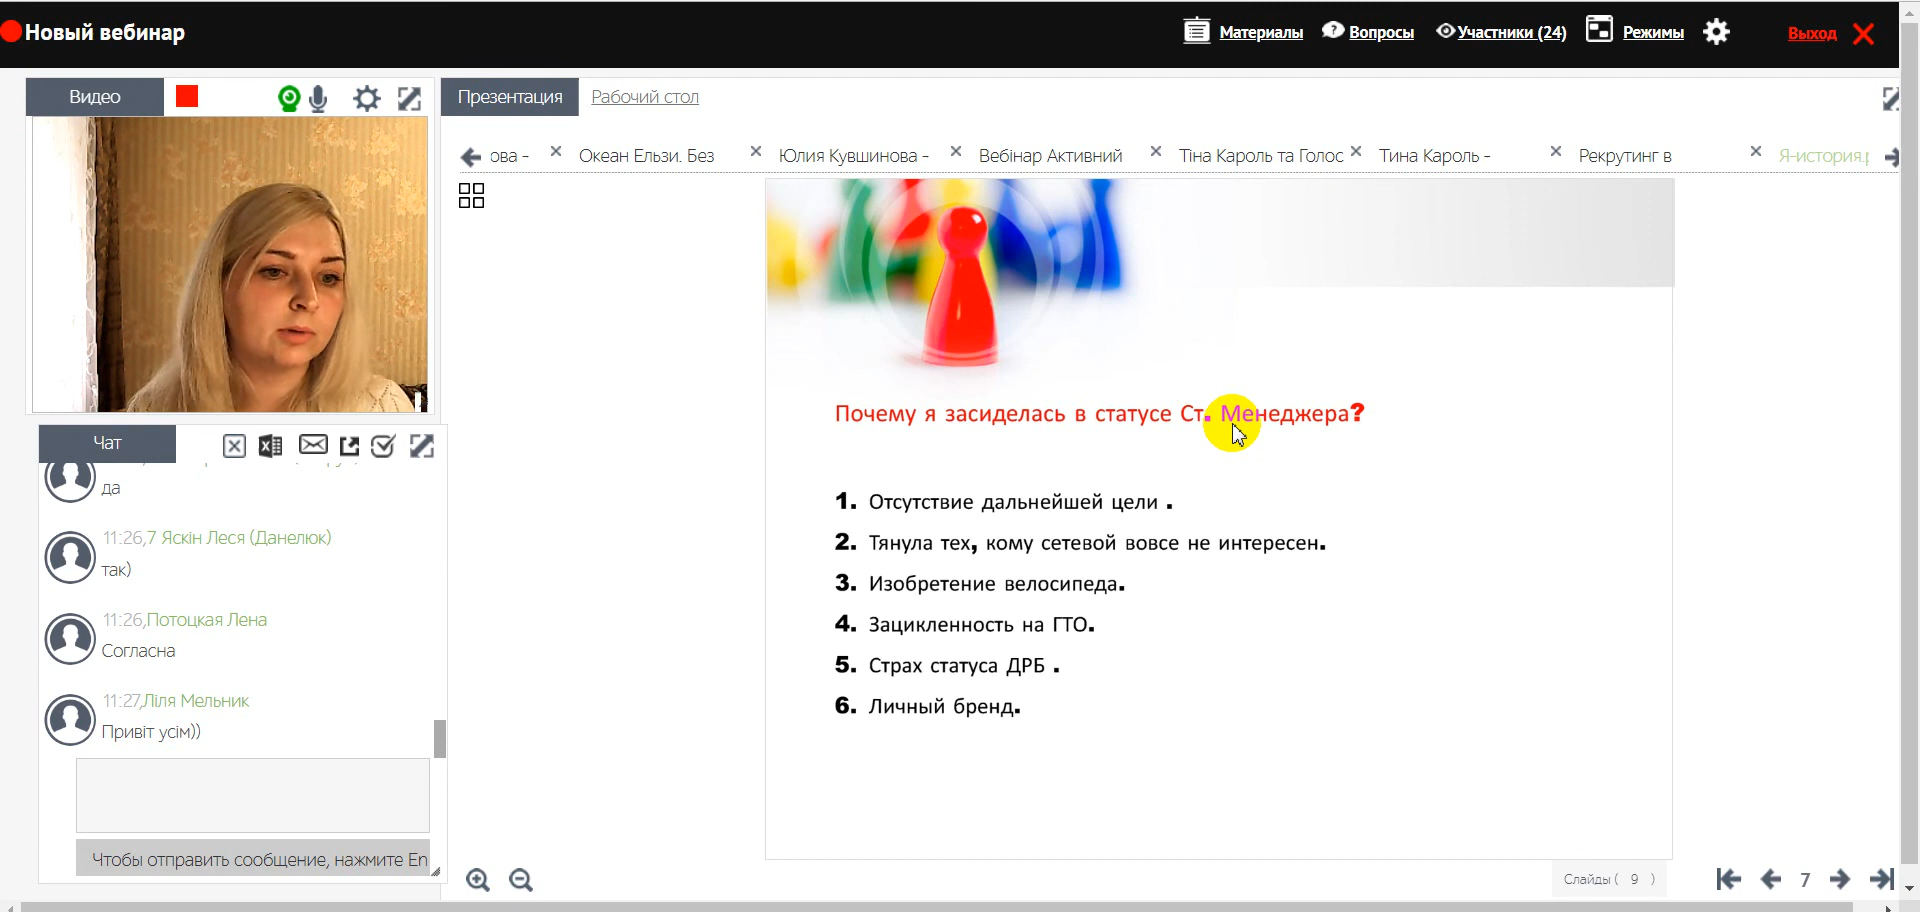 Новый вебинар
Материалы
Вопросы
Участники (24)
Режимы
Выход
Видео
Презентация
Рабочий стол
ова -
Океан Ельзи. Без
Юлия Кувшинова -
Вебінар Активний
Тіна Кароль та Голос
Тина Кароль -
Рекрутинг в
Я-история.р
Почему я засиделась в статусе Ст. Менеджера?
1. Отсутствие дальнейшей цели .
2. Тянула тех, кому сетевой вовсе не интересен.
3. Изобретение велосипеда.
4. Зацикленность на ГТО.
5. Страх статуса ДРБ .
6. Личный бренд.
Чат
да
11:26,7 Яскін Леся (Данелюк)
так)
11:26,Потоцкая Лена
Согласна
11:27,Ліля Мельник
Привіт усім))
Чтобы отправить сообщение, нажмите En
Слайды ( 9 )
7